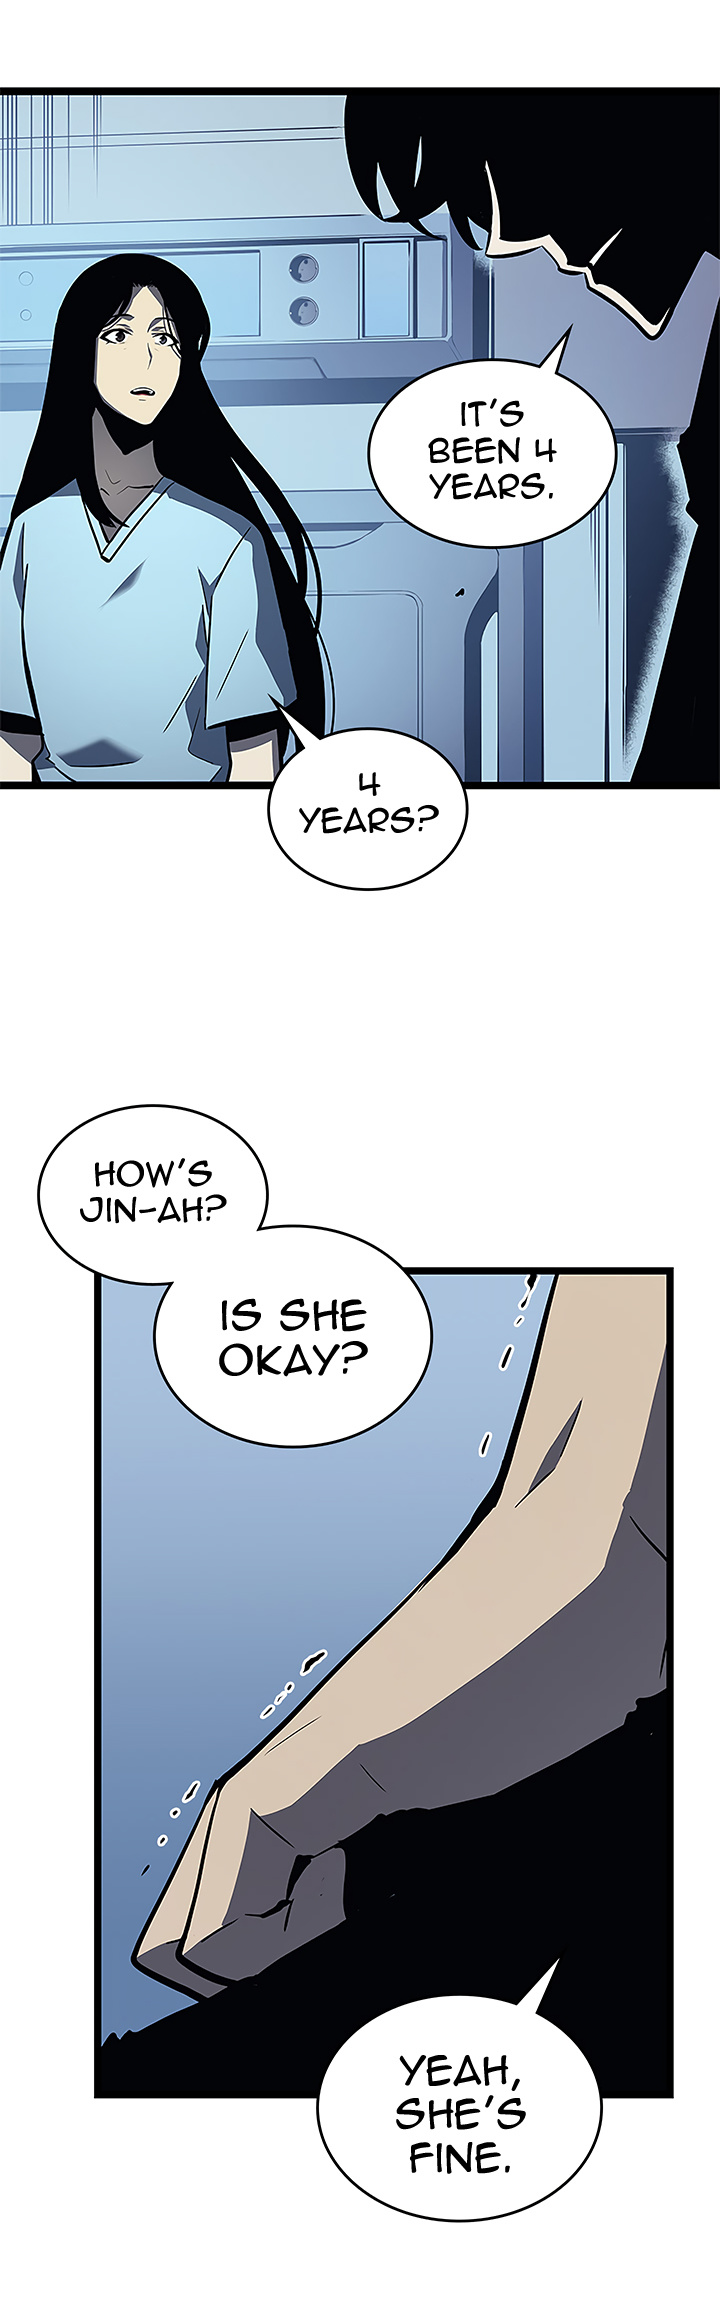 IT'S
BEEN 4
YEARS.
4
YEARS?
HOW'S
JIN-AH?
IS SHE
OKAY?
YEAH,
SHE'S
FINE.